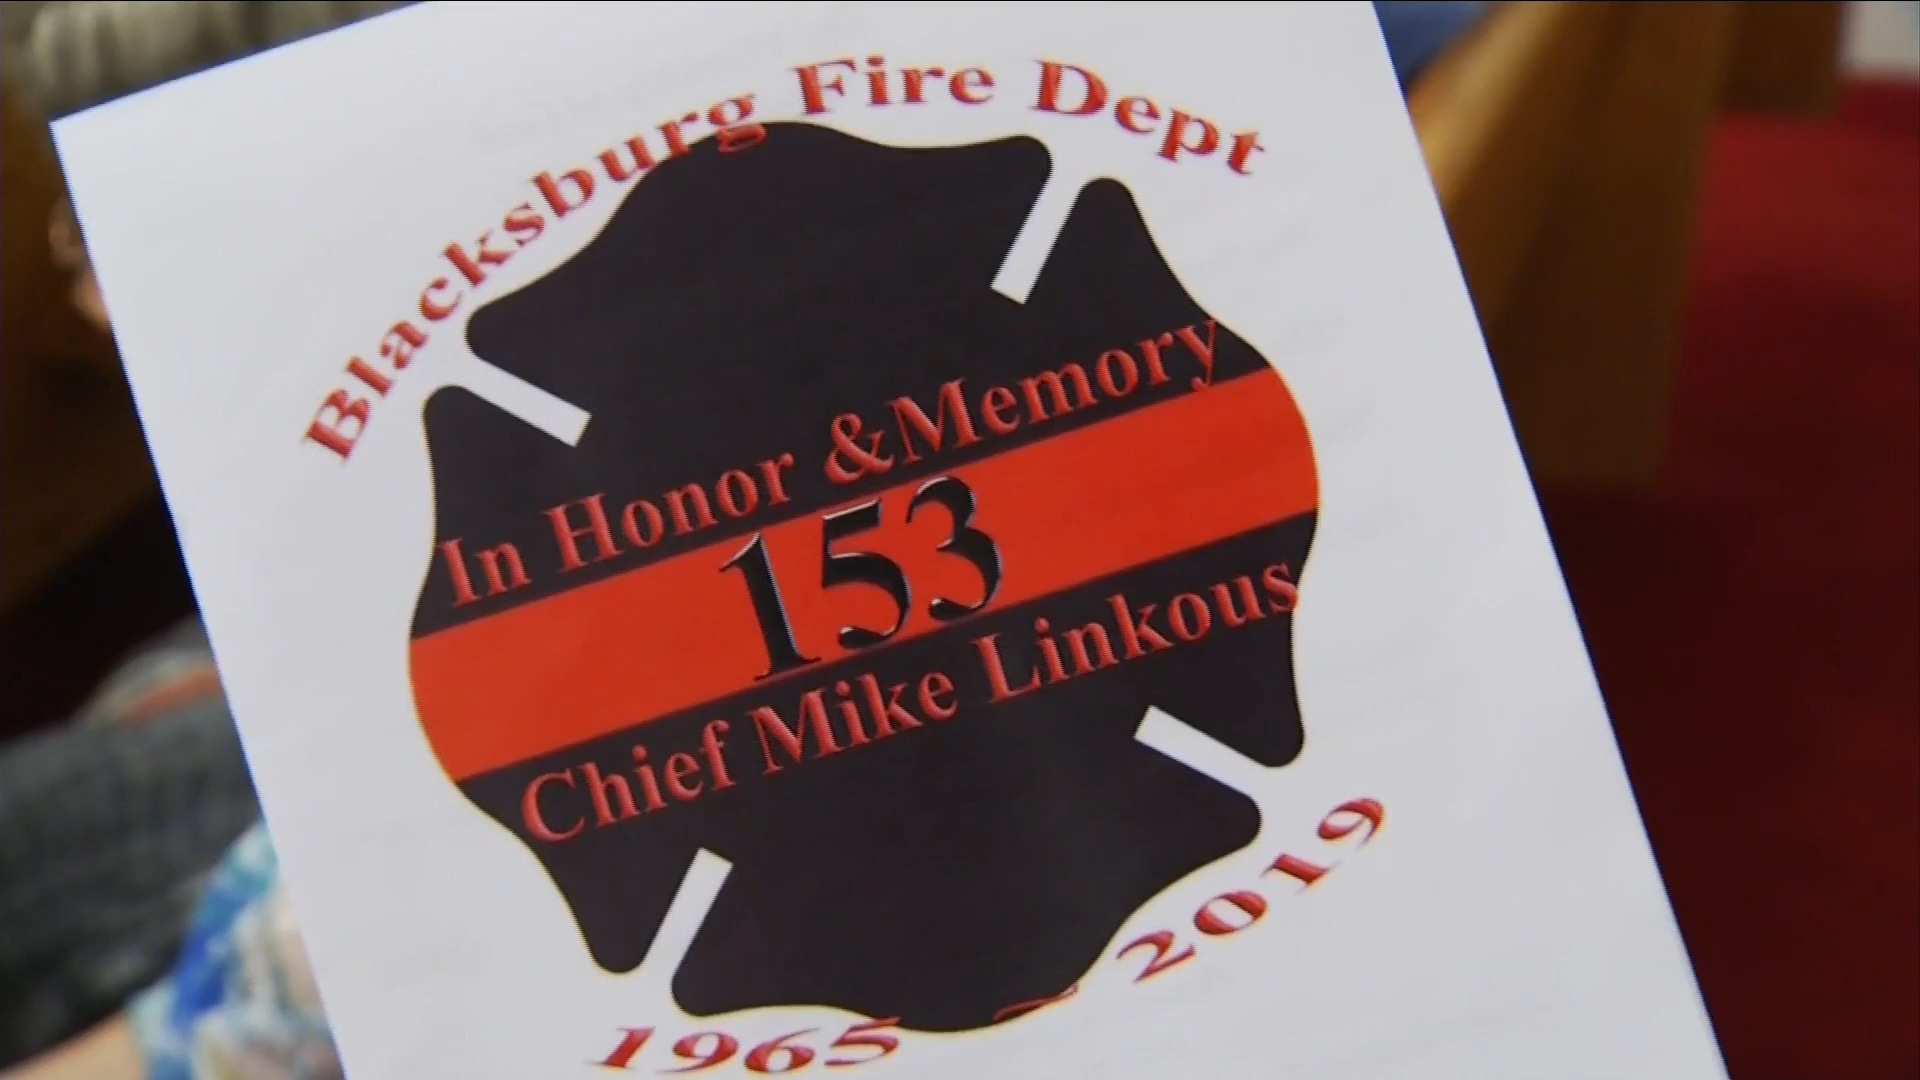 Blacksburg Fire Dept
In Honor &Memory
153
Chief Mike Linkous
1965 – 2019